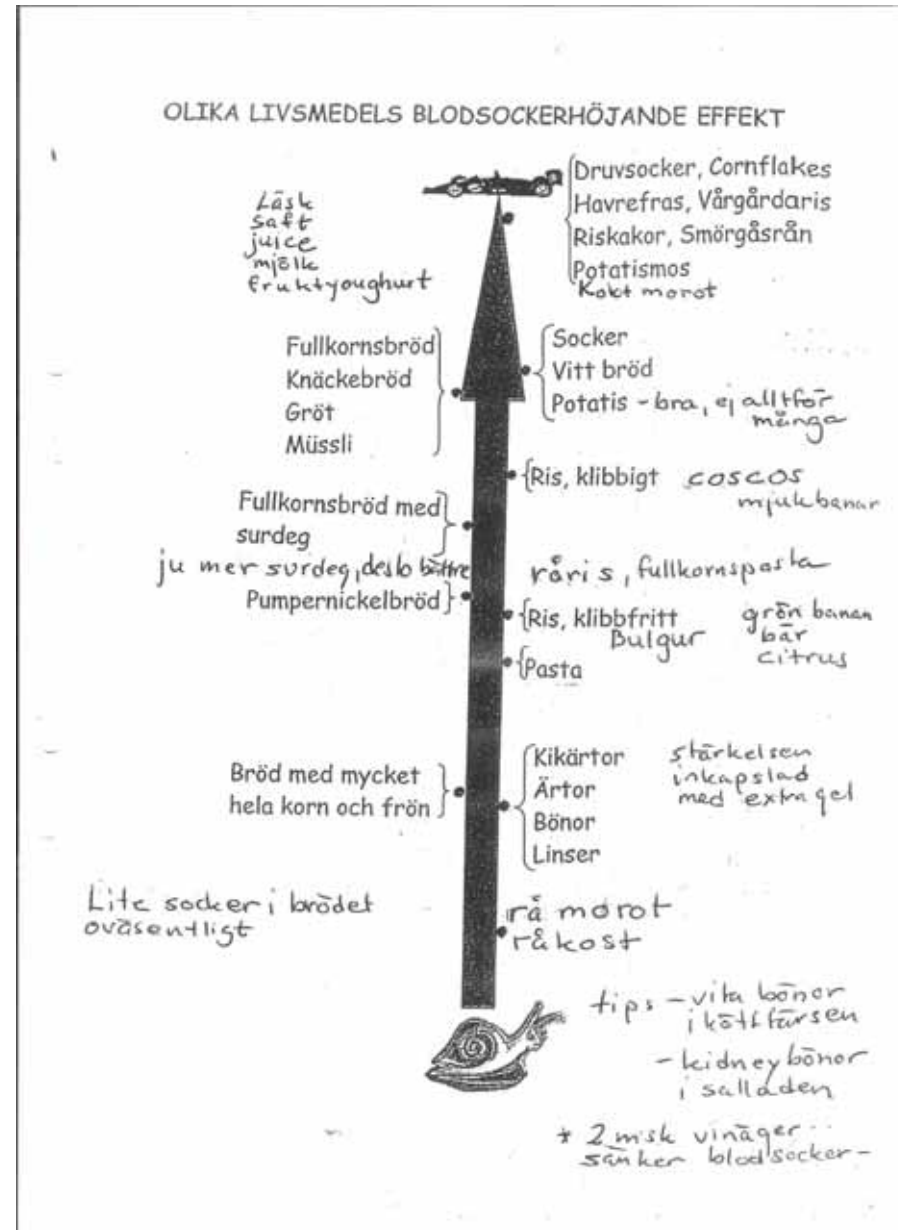 OLIKA LIVSMEDELS BLODSOCKERHÖJANDE EFFEKT
Läsk
saft
juice
mjölk
fruktyoughurt
Druvsocker, Cornflakes
Havrefras, Vårgårdaris
Riskakor, Smörgåsrån
Potatismos
Kokt morot
Fullkornsbröd
Knäckebröd
Gröt
Müssli
Socker
Vitt bröd
Potatis - bra, ej alltför
många
Ris, klibbigt coscos
mjuk banan
Fullkornsbröd med
surdeg
ju mer surdeg, desto bättre
Pumpernickelbröd
råris, fullkornspasta
Ris, klibbfritt grön banan
Bulgur bär
citrus
Pasta
Bröd med mycket
hela korn och frön
Kikärtor
Ärtor
Bönor
Linser
stärkelsen
inkapslad
med extra gel
Lite socker i brödet
oväsentligt
rå morot
råkost
tips - vita bönor
i köttfärsen
- kidneybönor
i salladen
* 2 msk vinäger
sänker blodsocker-